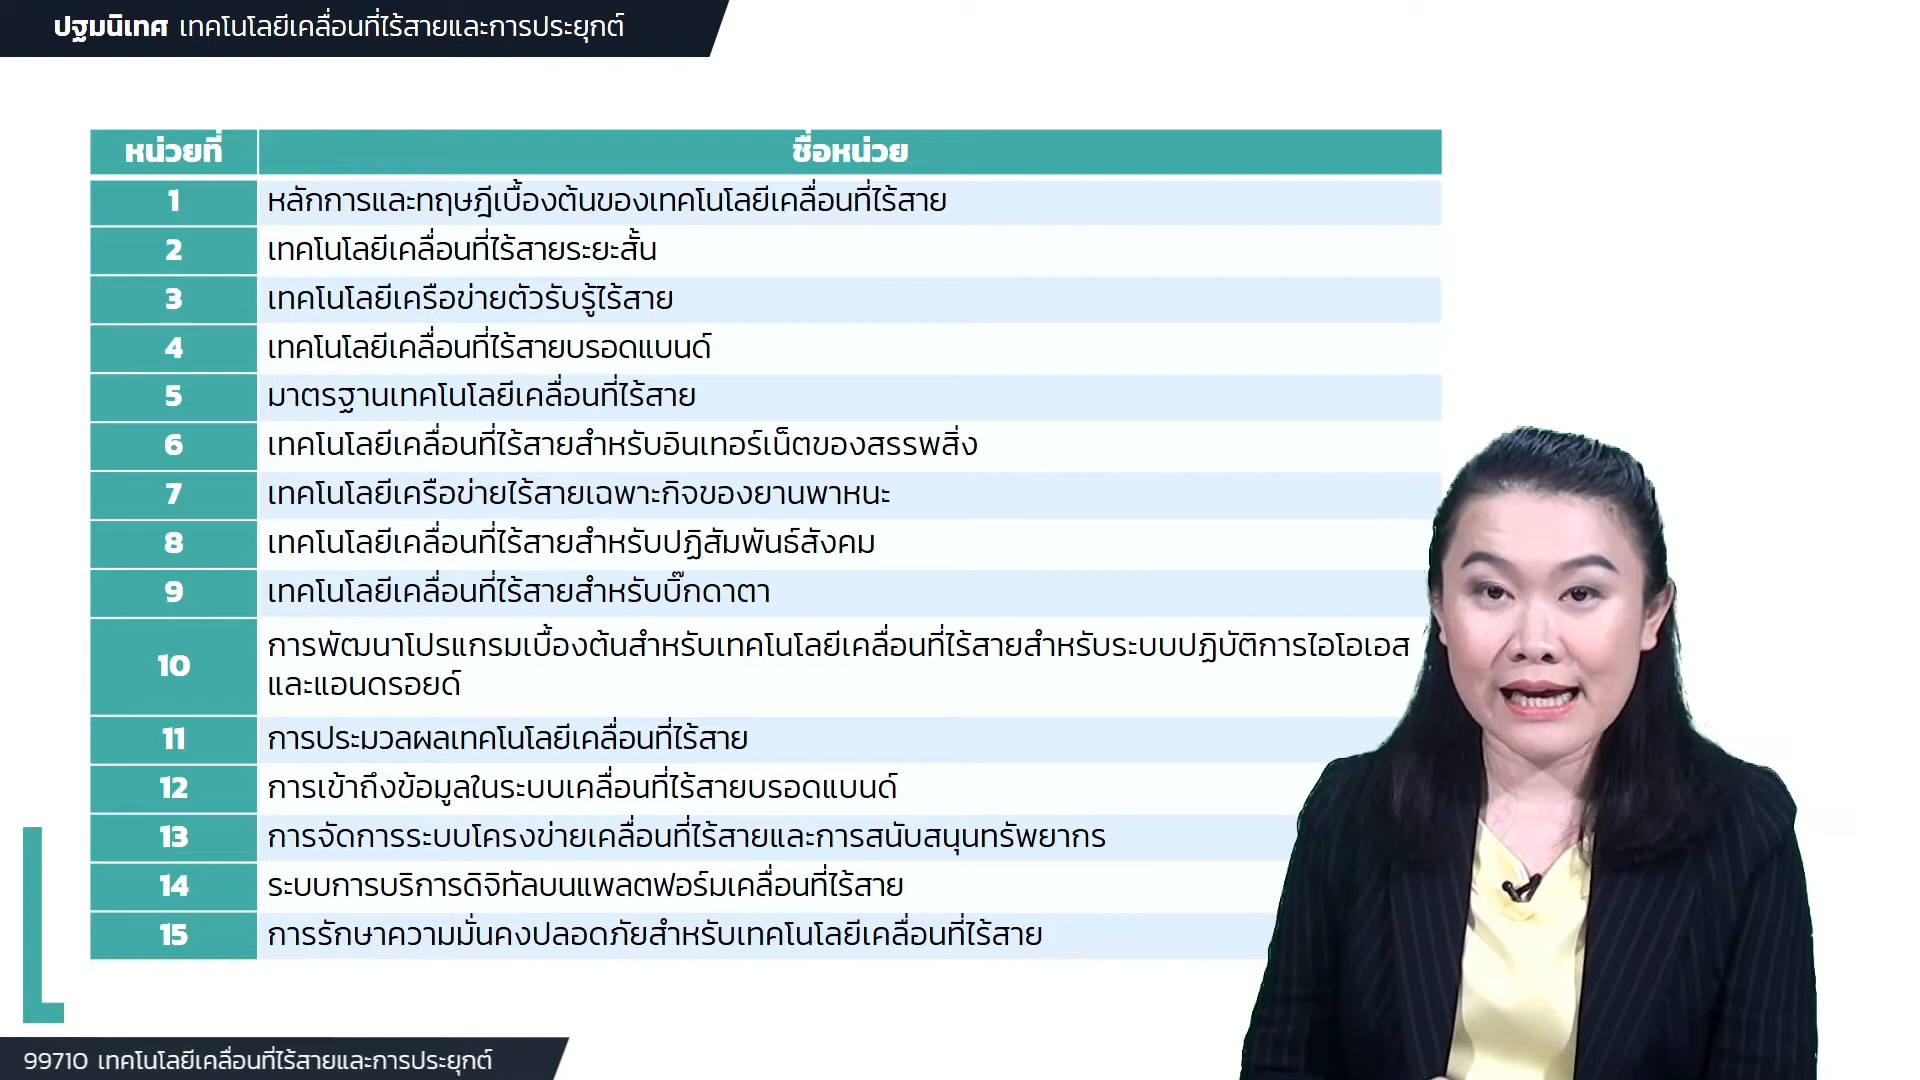 ปฐมนิเทศ เทคโนโลยีเคลื่อนที่ไร้สายและการประยุกต์
หน่วยที่ ชื่อหน่วย
1 หลักการและทฤษฎีเบื้องต้นของเทคโนโลยีเคลื่อนที่ไร้สาย
2 เทคโนโลยีเคลื่อนที่ไร้สายระยะสั้น
3 เทคโนโลยีเครือข่ายตัวรับรู้ไร้สาย
4 เทคโนโลยีเคลื่อนที่ไร้สายบรอดแบนด์
5 มาตรฐานเทคโนโลยีเคลื่อนที่ไร้สาย
6 เทคโนโลยีเคลื่อนที่ไร้สายสำหรับอินเทอร์เน็ตของสรรพสิ่ง
7 เทคโนโลยีเครือข่ายไร้สายเฉพาะกิจของยานพาหนะ
8 เทคโนโลยีเคลื่อนที่ไร้สายสำหรับปฏิสัมพันธ์สังคม
9 เทคโนโลยีเคลื่อนที่ไร้สายสำหรับบิ๊กดาตา
10 การพัฒนาโปรแกรมเบื้องต้นสำหรับเทคโนโลยีเคลื่อนที่ไร้สายสำหรับระบบปฏิบัติการไอโอเอส
และแอนดรอยด์
11 การประมวลผลเทคโนโลยีเคลื่อนที่ไร้สาย
12 การเข้าถึงข้อมูลในระบบเคลื่อนที่ไร้สายบรอดแบนด์
13 การจัดการระบบโครงข่ายเคลื่อนที่ไร้สายและการสนับสนุนทรัพยากร
14 ระบบการบริการดิจิทัลบนแพลตฟอร์มเคลื่อนที่ไร้สาย
15 การรักษาความมั่นคงปลอดภัยสำหรับเทคโนโลยีเคลื่อนที่ไร้สาย
99710 เทคโนโลยีเคลื่อนที่ไร้สายและการประยุกต์